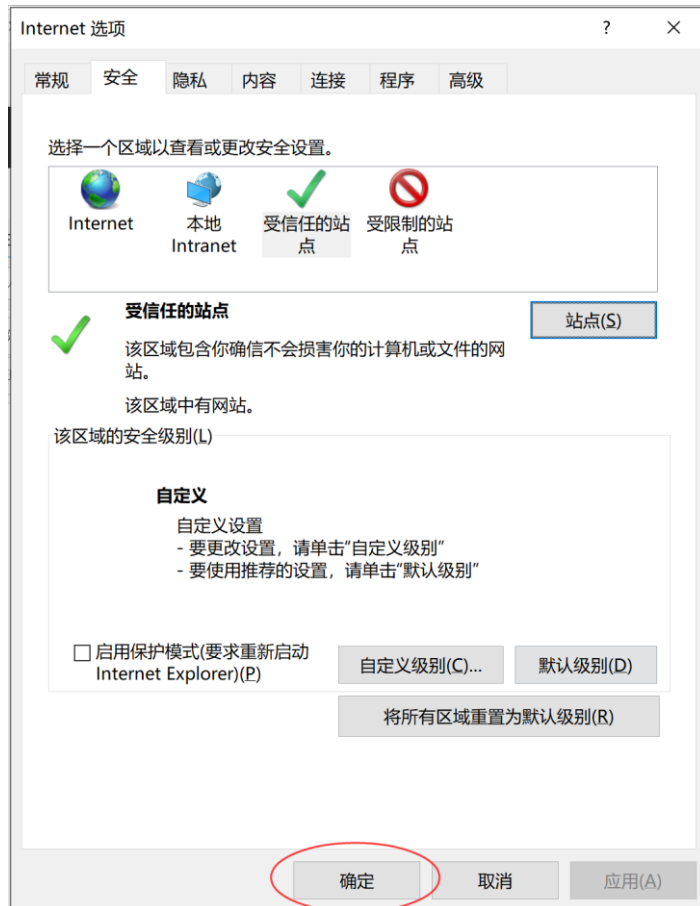 Internet 选项
?
常规 安全 隐私 内容 连接 程序 高级
选择一个区域以查看或更改安全设置。
Internet
本地
Intranet
受信任的站
点
受限制的站
点
受信任的站点
站点(S)
该区域包含你确信不会损害你的计算机或文件的网
站。
该区域中有网站。
该区域的安全级别(L)
自定义
自定义设置
- 要更改设置，请单击"自定义级别"
- 要使用推荐的设置，请单击"默认级别"
启用保护模式(要求重新启动
Internet Explorer)(P)
自定义级别(C)...
默认级别(D)
将所有区域重置为默认级别(R)
确定
取消
应用(A)